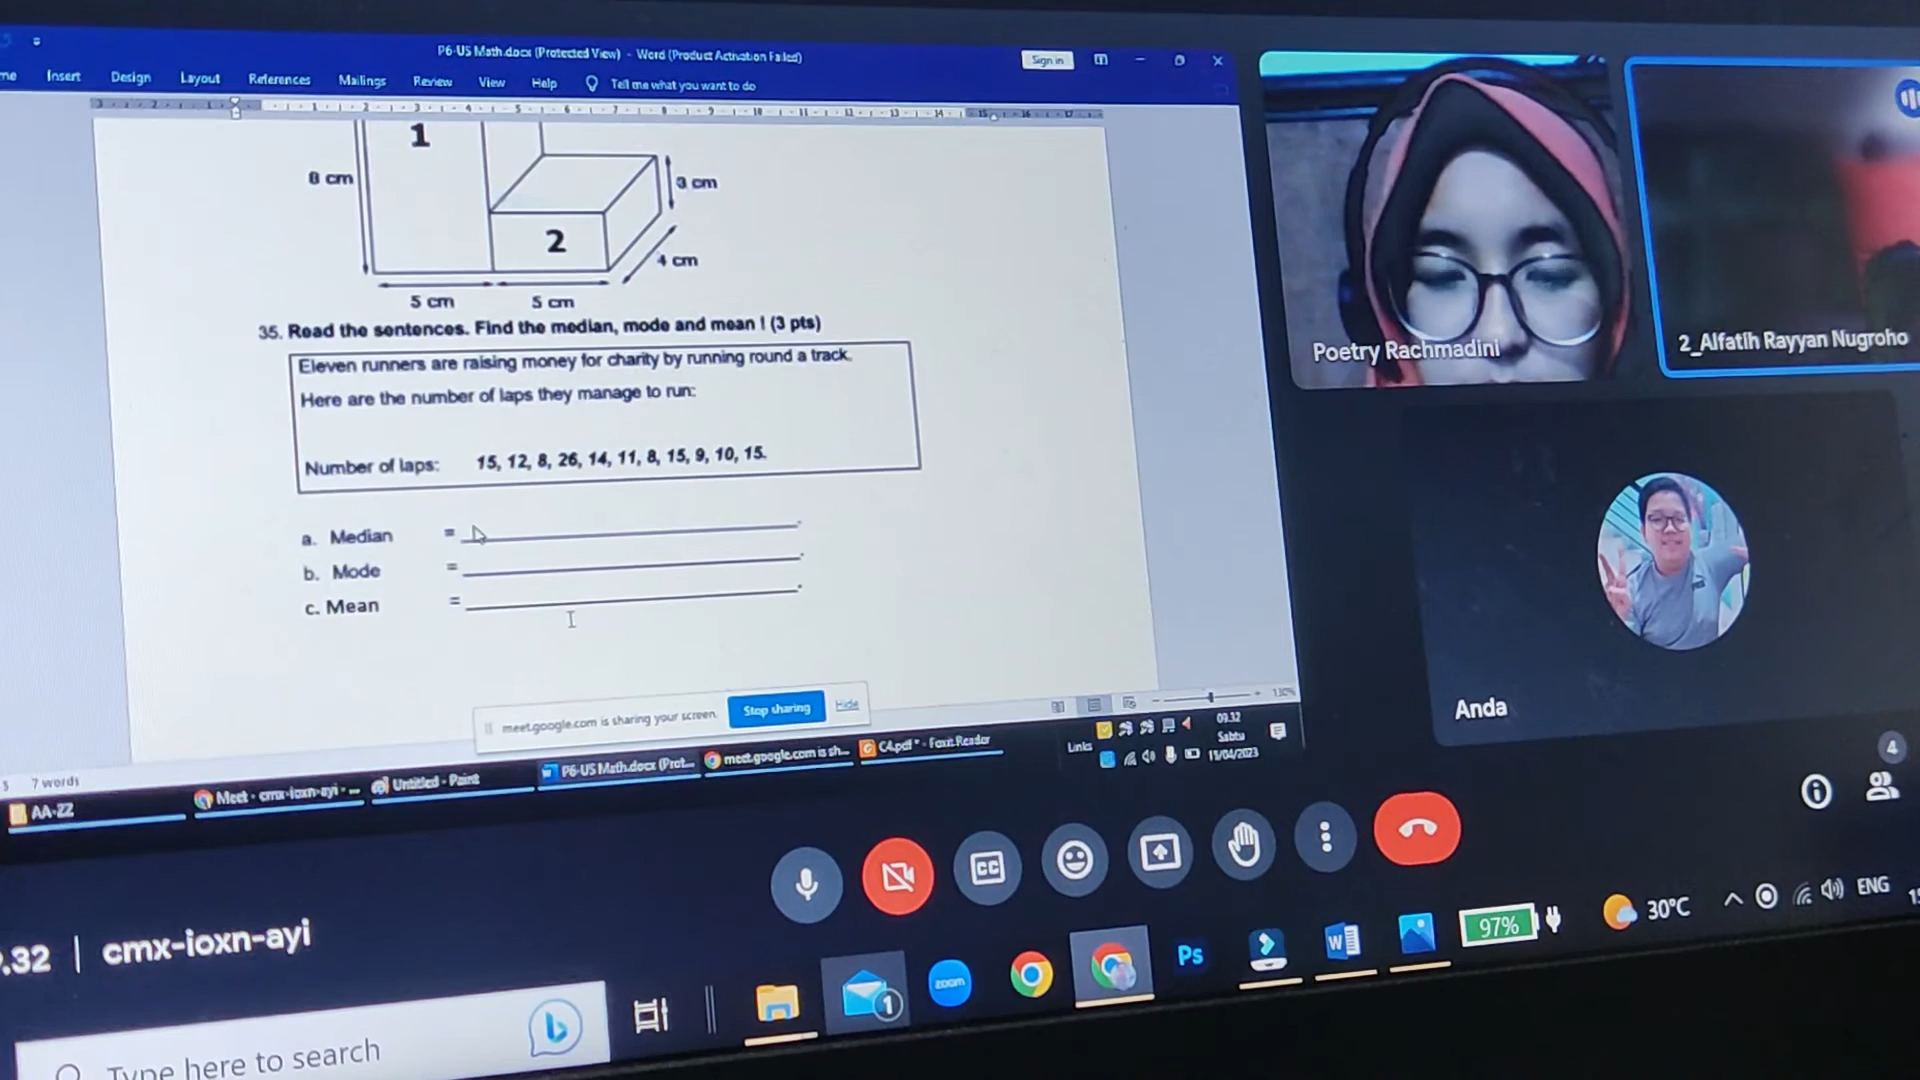 P6-US Math.docx (Protected View) - Word (Product Activation Failed)
Sign in
Insert Design Layout References Mailings Review View Help Tell me what you want to do
1
8 cm
3 cm
2
4 cm
5 cm 5 cm
35. Read the sentences. Find the median, mode and mean ! (3 pts)
Eleven runners are raising money for charity by running round a track.
Here are the number of laps they manage to run:
Number of laps: 15, 12, 8, 26, 14, 11, 8, 15, 9, 10, 15.
a. Median = .
b. Mode = .
c. Mean = .
meet.google.com is sharing your screen. Stop sharing Hide
130%
7 words
AA-ZZ
Meet - cmx-ioxn-ayi - ...
Untitled - Paint
P6-US Math.docx (Prot...
meet.google.com is sh...
C4.pdf * - Foxit Reader
Links
09.32
Sabtu
15/04/2023
Poetry Rachmadini
2_Alfatih Rayyan Nugroho
Anda
4
.32 | cmx-ioxn-ayi
CC
Type here to search
1
zoom
Ps
W
97%
30°C
ENG